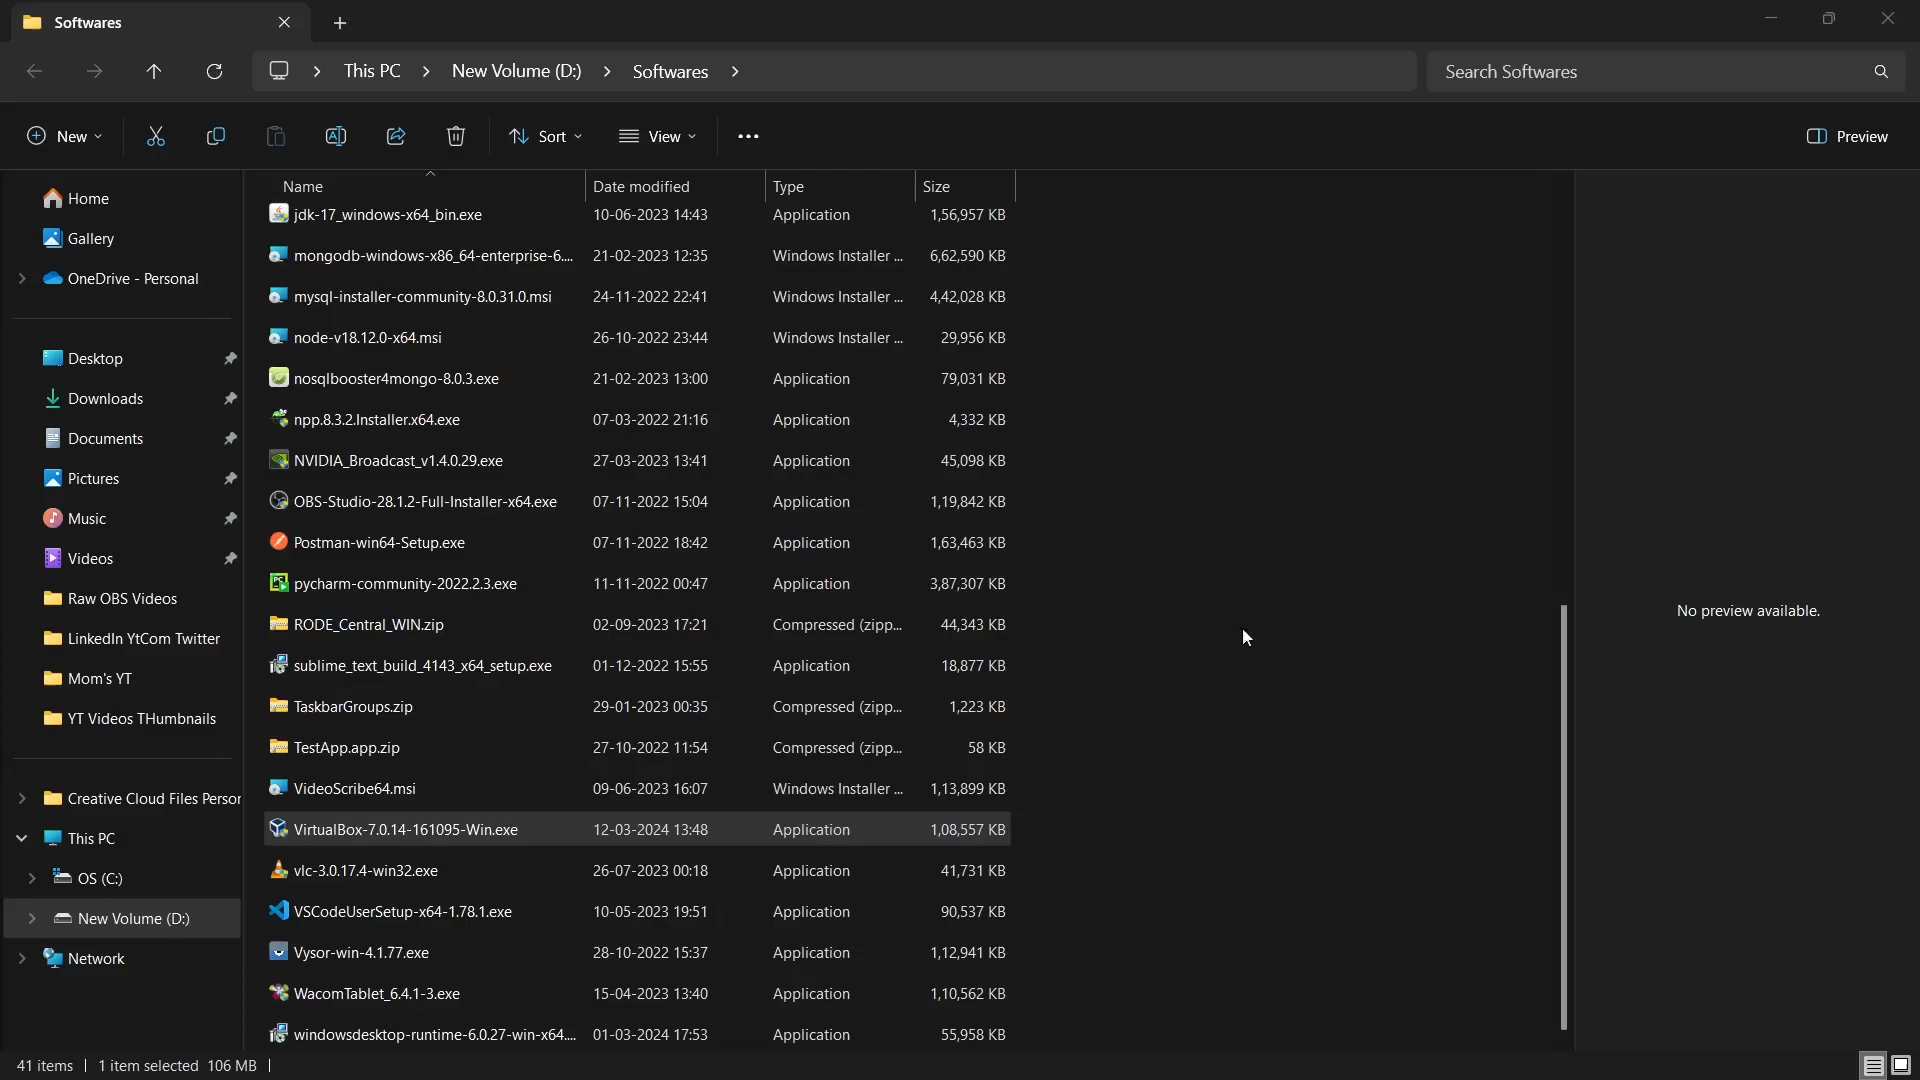 Softwares
This PC
New Volume (D:)
Softwares
Search Softwares
New
Sort
View
Preview
Home
Gallery
OneDrive - Personal
Desktop
Downloads
Documents
Pictures
Music
Videos
Raw OBS Videos
LinkedIn YtCom Twitter
Mom's YT
YT Videos THumbnails
Creative Cloud Files Person
This PC
OS (C:)
New Volume (D:)
Network
Name Date modified Type Size
jdk-17_windows-x64_bin.exe 10-06-2023 14:43 Application 1,56,957 KB
mongodb-windows-x86_64-enterprise-6.... 21-02-2023 12:35 Windows Installer ... 6,62,590 KB
mysql-installer-community-8.0.31.0.msi 24-11-2022 22:41 Windows Installer ... 4,42,028 KB
node-v18.12.0-x64.msi 26-10-2022 23:44 Windows Installer ... 29,956 KB
nosqlbooster4mongo-8.0.3.exe 21-02-2023 13:00 Application 79,031 KB
npp.8.3.2.Installer.x64.exe 07-03-2022 21:16 Application 4,332 KB
NVIDIA_Broadcast_v1.4.0.29.exe 27-03-2023 13:41 Application 45,098 KB
OBS-Studio-28.1.2-Full-Installer-x64.exe 07-11-2022 15:04 Application 1,19,842 KB
Postman-win64-Setup.exe 07-11-2022 18:42 Application 1,63,463 KB
pycharm-community-2022.2.3.exe 11-11-2022 00:47 Application 3,87,307 KB
RODE_Central_WIN.zip 02-09-2023 17:21 Compressed (zipp... 44,343 KB
sublime_text_build_4143_x64_setup.exe 01-12-2022 15:55 Application 18,877 KB
TaskbarGroups.zip 29-01-2023 00:35 Compressed (zipp... 1,223 KB
TestApp.app.zip 27-10-2022 11:54 Compressed (zipp... 58 KB
VideoScribe64.msi 09-06-2023 16:07 Windows Installer ... 1,13,899 KB
VirtualBox-7.0.14-161095-Win.exe 12-03-2024 13:48 Application 1,08,557 KB
vlc-3.0.17.4-win32.exe 26-07-2023 00:18 Application 41,731 KB
VSCodeUserSetup-x64-1.78.1.exe 10-05-2023 19:51 Application 90,537 KB
Vysor-win-4.1.77.exe 28-10-2022 15:37 Application 1,12,941 KB
WacomTablet_6.4.1-3.exe 15-04-2023 13:40 Application 1,10,562 KB
windowsdesktop-runtime-6.0.27-win-x64.... 01-03-2024 17:53 Application 55,958 KB
No preview available.
41 items 1 item selected 106 MB